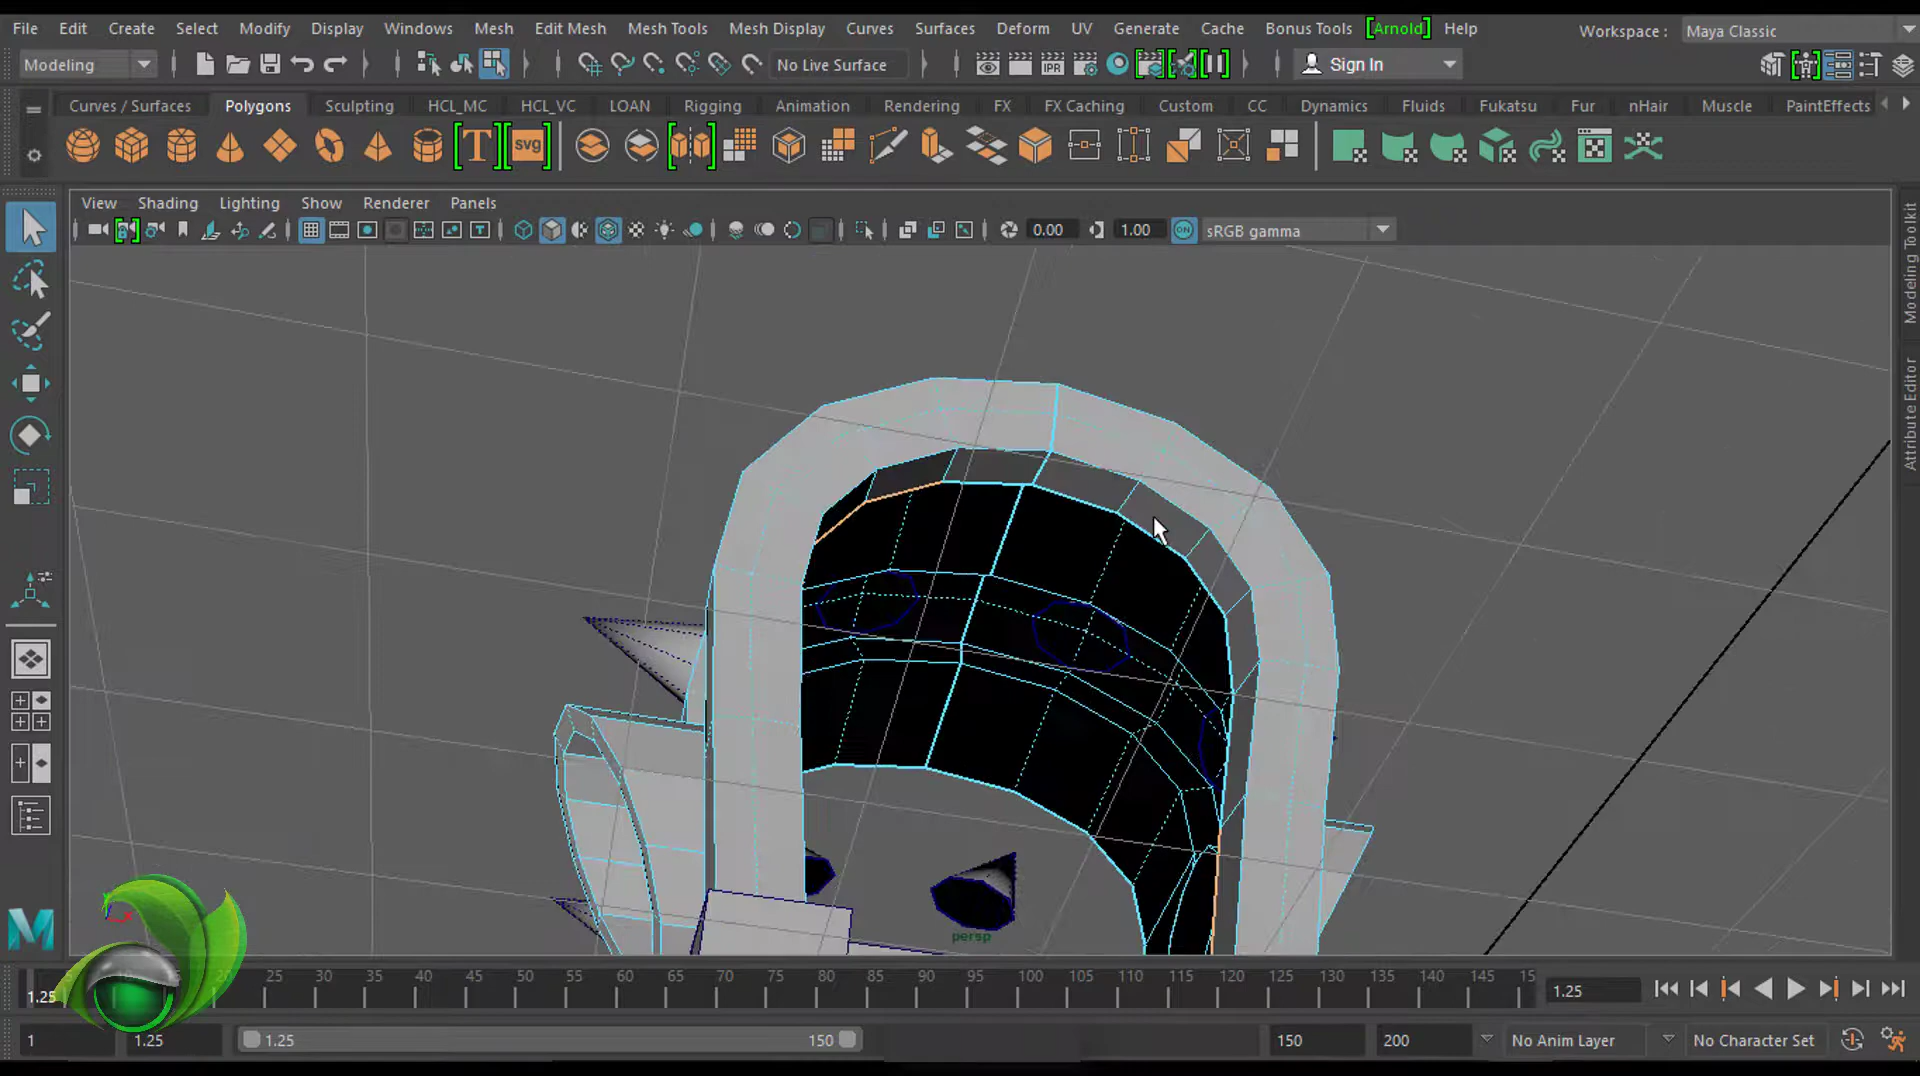 File Edit Create Select Modify Display Windows Mesh Edit Mesh Mesh Tools Mesh Display Curves Surfaces Deform UV Generate Cache Bonus Tools [Arnold] Help Workspace : Maya Classic
Modeling No Live Surface IPR Sign In
Curves / Surfaces Polygons Sculpting HCL_MC HCL_VC LOAN Rigging Animation Rendering FX FX Caching Custom CC Dynamics Fluids Fukatsu Fur nHair Muscle PaintEffects
T svg
View Shading Lighting Show Renderer Panels
0.00 1.00 ON sRGB gamma
Modeling Toolkit
Attribute Editor
persp
1.25 15 20 25 30 35 40 45 50 55 60 65 70 75 80 85 90 95 100 105 110 115 120 125 130 135 140 145 15 1.25
1 1.25 1.25 150 150 200 No Anim Layer No Character Set